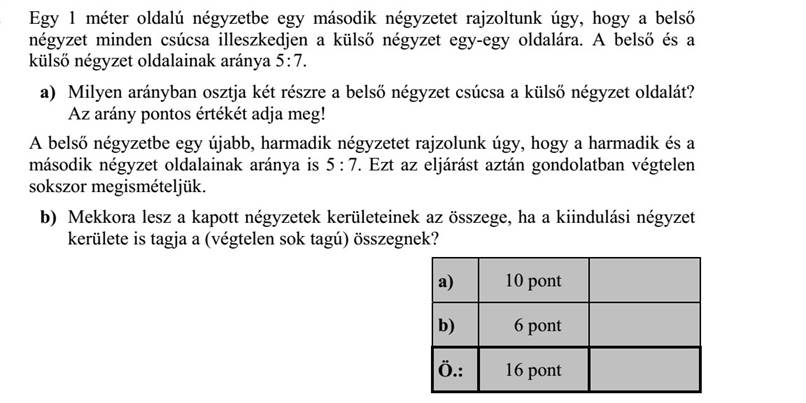 Egy 1 méter oldalú négyzetbe egy második négyzetet rajzoltunk úgy, hogy a belső
négyzet minden csúcsa illeszkedjen a külső négyzet egy-egy oldalára. A belső és a
külső négyzet oldalainak aránya 5:7.
a) Milyen arányban osztja két részre a belső négyzet csúcsa a külső négyzet oldalát?
Az arány pontos értékét adja meg!
A belső négyzetbe egy újabb, harmadik négyzetet rajzolunk úgy, hogy a harmadik és a
második négyzet oldalainak aránya is 5 : 7. Ezt az eljárást aztán gondolatban végtelen
sokszor megismételjük.
b) Mekkora lesz a kapott négyzetek kerületeinek az összege, ha a kiindulási négyzet
kerülete is tagja a (végtelen sok tagú) összegnek?
a) 10 pont
b) 6 pont
Ö.: 16 pont